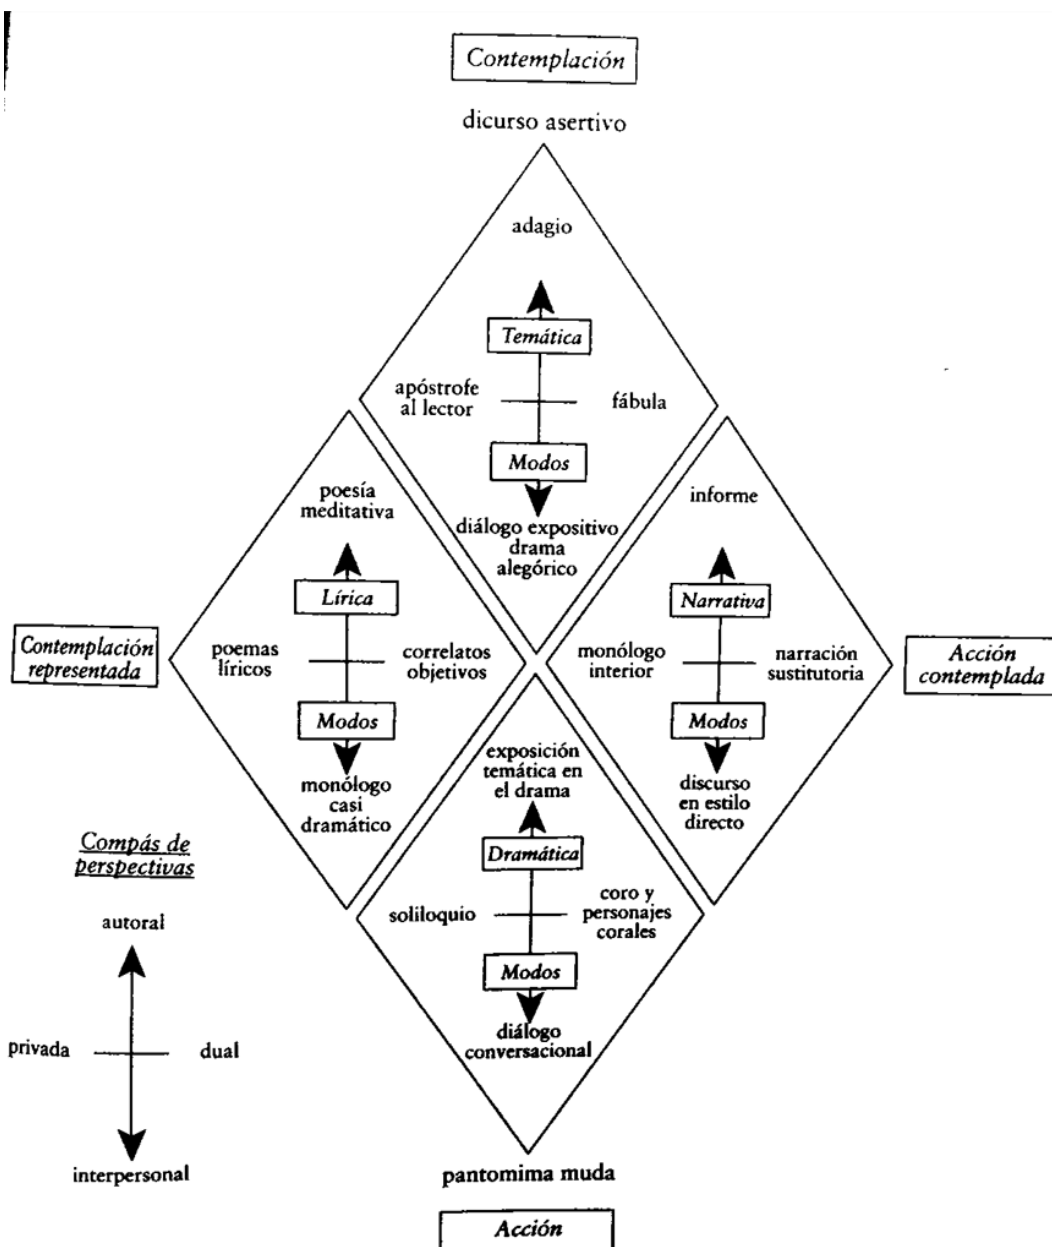 Contemplación
dicurso asertivo
adagio
Temática
apóstrofe
al lector
fábula
Modos
diálogo expositivo
drama
alegórico
poesía
meditativa
Lírica
Contemplación
representada
poemas
líricos
correlatos
objetivos
Modos
monólogo
casi
dramático
informe
Narrativa
monólogo
interior
narración
sustitutoria
Acción
contemplada
Modos
discurso
en estilo
directo
exposición
temática en
el drama
Dramática
soliloquio
coro y
personajes
corales
Modos
diálogo
conversacional
Compás de
perspectivas
autoral
privada
dual
interpersonal
pantomima muda
Acción